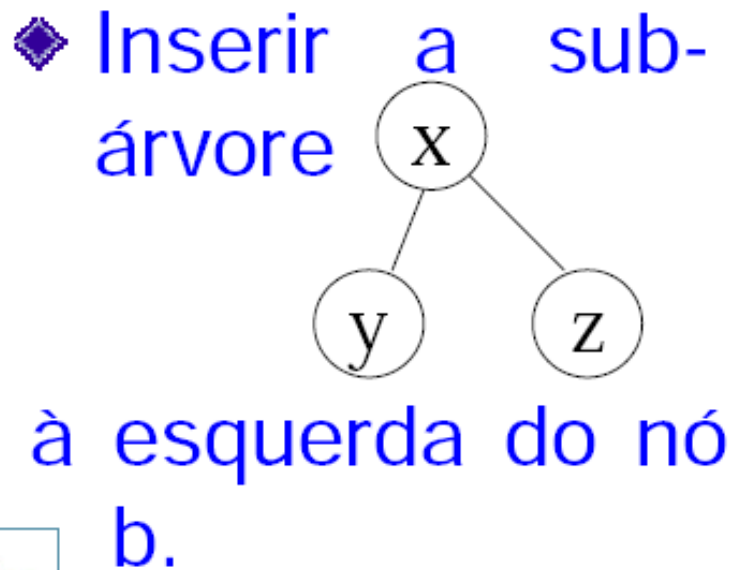 Inserir a sub-
árvore x
y z
à esquerda do nó
b.